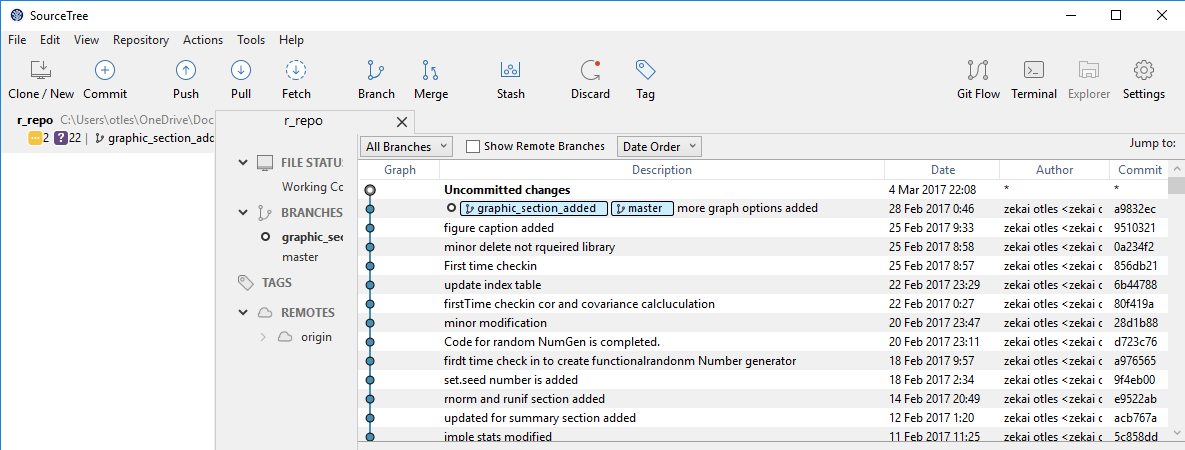 SourceTree
File Edit View Repository Actions Tools Help
Clone / New Commit Push Pull Fetch Branch Merge Stash Discard Tag Git Flow Terminal Explorer Settings
r_repo C:\Users\otles\OneDrive\Doc
2 ? 22 | graphic_section_add
r_repo
FILE STATU
Working Co
BRANCHES
graphic_sec
master
TAGS
REMOTES
origin
All Branches Show Remote Branches Date Order Jump to:
Graph Description Date Author Commit
Uncommitted changes 4 Mar 2017 22:08 * *
graphic_section_added master more graph options added 28 Feb 2017 0:46 zekai otles <zekai c a9832ec
figure caption added 25 Feb 2017 9:33 zekai otles <zekai c 9510321
minor delete not rqueired library 25 Feb 2017 8:58 zekai otles <zekai c 0a234f2
First time checkin 25 Feb 2017 8:57 zekai otles <zekai c 856db21
update index table 22 Feb 2017 23:29 zekai otles <zekai c 6b44788
firstTime checkin cor and covariance calcluculation 22 Feb 2017 0:27 zekai otles <zekai c 80f419a
minor modification 20 Feb 2017 23:47 zekai otles <zekai c 28d1b88
Code for random NumGen is completed. 20 Feb 2017 23:11 zekai otles <zekai c d723c76
firdt time check in to create functionalrandonm Number generator 18 Feb 2017 9:57 zekai otles <zekai c a976565
set.seed number is added 18 Feb 2017 2:34 zekai otles <zekai c 9f4eb00
rnorm and runif section added 14 Feb 2017 20:49 zekai otles <zekai c e9522ab
updated for summary section added 12 Feb 2017 1:20 zekai otles <zekai c acb767a
imple stats modified 11 Feb 2017 11:25 zekai otles <zekai c 5c858dd